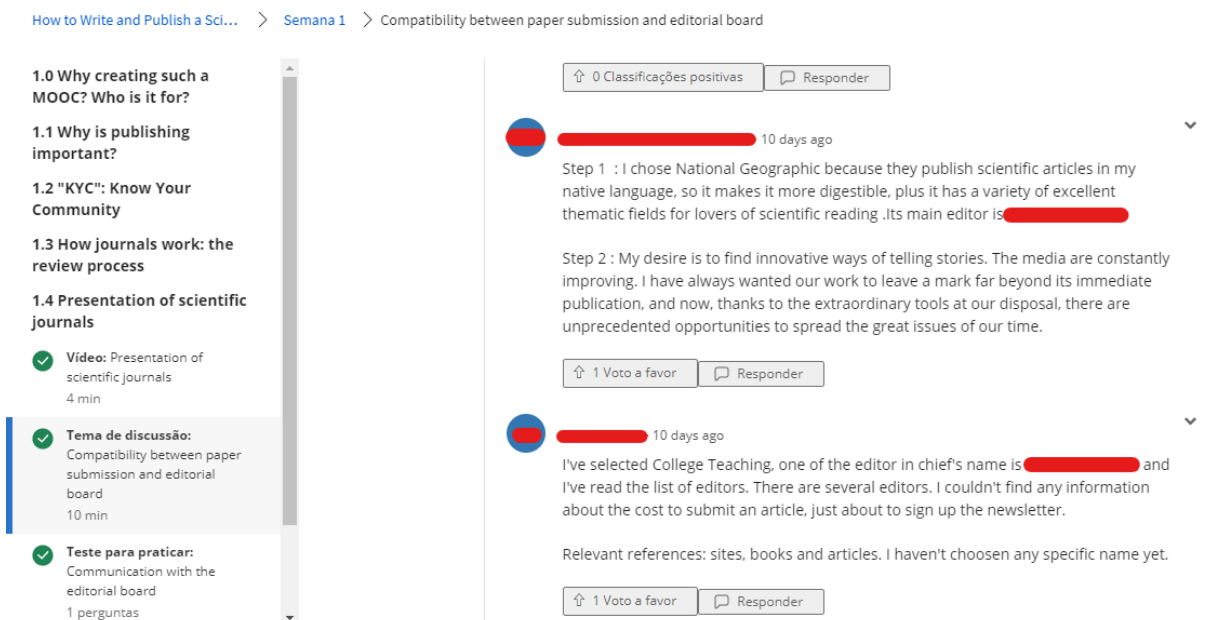 How to Write and Publish a Sci... > Semana 1 > Compatibility between paper submission and editorial board
1.0 Why creating such a
MOOC? Who is it for?
1.1 Why is publishing
important?
1.2 "KYC": Know Your
Community
1.3 How journals work: the
review process
1.4 Presentation of scientific
journals
Vídeo: Presentation of
scientific journals
4 min
Tema de discussão:
Compatibility between paper
submission and editorial
board
10 min
Teste para praticar:
Communication with the
editorial board
1 perguntas
0 Classificações positivas
Responder
10 days ago
Step 1 : I chose National Geographic because they publish scientific articles in my
native language, so it makes it more digestible, plus it has a variety of excellent
thematic fields for lovers of scientific reading .Its main editor is
Step 2 : My desire is to find innovative ways of telling stories. The media are constantly
improving. I have always wanted our work to leave a mark far beyond its immediate
publication, and now, thanks to the extraordinary tools at our disposal, there are
unprecedented opportunities to spread the great issues of our time.
1 Voto a favor
Responder
10 days ago
I've selected College Teaching, one of the editor in chief's name is and
I've read the list of editors. There are several editors. I couldn't find any information
about the cost to submit an article, just about to sign up the newsletter.
Relevant references: sites, books and articles. I haven't choosen any specific name yet.
1 Voto a favor
Responder